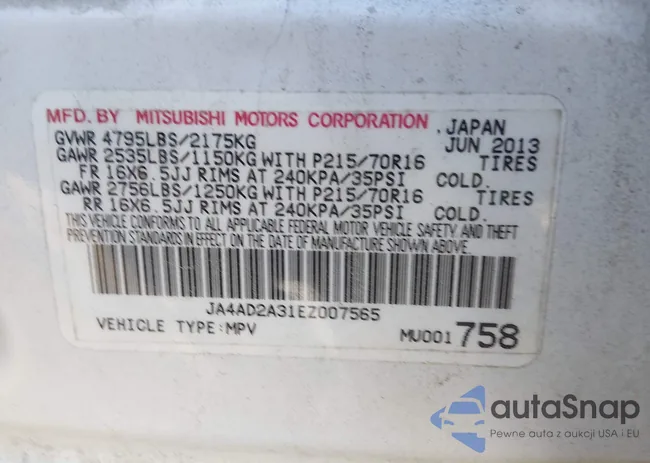 MFD. BY MITSUBISHI MOTORS CORPORATION, JAPAN
GVWR 4795LBS/2175KG JUN 2013
GAWR 2535LBS/1150KG WITH P215/70R16 TIRES
FR 16X6.5JJ RIMS AT 240KPA/35PSI COLD.
GAWR 2756LBS/1250KG WITH P215/70R16 TIRES
RR 16X6.5JJ RIMS AT 240KPA/35PSI COLD.
THIS VEHICLE CONFORMS TO ALL APPLICABLE FEDERAL MOTOR VEHICLE SAFETY AND THEFT
PREVENTION STANDARDS IN EFFECT ON THE DATE OF MANUFACTURE SHOWN ABOVE.
JA4AD2A31EZ007565
VEHICLE TYPE:MPV MU001758
autaSnap
Pewne auta z aukcji USA i EU